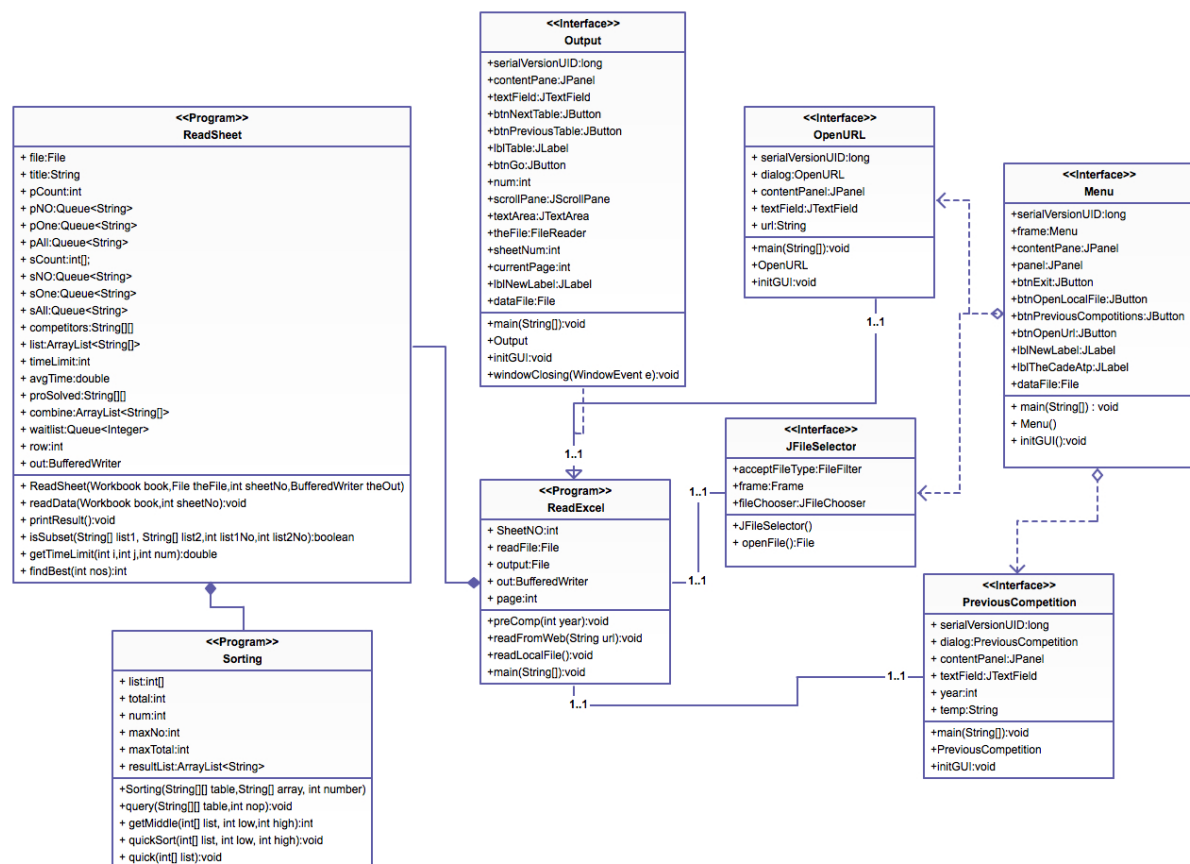 <<Interface>>
Output
+serialVersionUID:long
+contentPane:JPanel
+textField:JTextField
+btnNextTable:JButton
+btnPreviousTable:JButton
+lblTable:JLabel
+btnGo:JButton
+num:int
+scrollPane:JScrollPane
+textArea:JTextArea
+theFile:FileReader
+sheetNum:int
+currentPage:int
+lblNewLabel:JLabel
+dataFile:File
+main(String[]):void
+Output
+initGUI:void
+windowClosing(WindowEvent e):void
<<Program>>
ReadSheet
+ file:File
+ title:String
+ pCount:int
+ pNO:Queue<String>
+ pOne:Queue<String>
+ pAll:Queue<String>
+ sCount:int[];
+ sNO:Queue<String>
+ sOne:Queue<String>
+ sAll:Queue<String>
+ competitors:String[][]
+ list:ArrayList<String[]>
+ timeLimit:int
+ avgTime:double
+ proSolved:String[][]
+ combine:ArrayList<String[]>
+ waitlist:Queue<Integer>
+ row:int
+ out:BufferedWriter
+ ReadSheet(Workbook book,File theFile,int sheetNo,BufferedWriter theOut)
+ readData(Workbook book,int sheetNo):void
+ printResult():void
+ isSubset(String[] list1, String[] list2,int list1No,int list2No):boolean
+ getTimeLimit(int i,int j,int num):double
+ findBest(int nos):int
<<Interface>>
OpenURL
+ serialVersionUID:long
+ dialog:OpenURL
+ contentPanel:JPanel
+ textField:JTextField
+ url:String
+main(String[]):void
+OpenURL
+initGUI:void
1..1
<<Interface>>
Menu
+serialVersionUID:long
+frame:Menu
+contentPane:JPanel
+panel:JPanel
+btnExit:JButton
+btnOpenLocalFile:JButton
+btnPreviousCompotitions:JButton
+btnOpenUrl:JButton
+lblNewLabel:JLabel
+lblTheCadeAtp:JLabel
+dataFile:File
+ main(String[]) : void
+ Menu()
+ initGUI():void
<<Interface>>
JFileSelector
+acceptFileType:FileFilter
+frame:Frame
+fileChooser:JFileChooser
+JFileSelector()
+ openFile():File
1..1
1..1
<<Program>>
ReadExcel
+ SheetNO:int
+ readFile:File
+ output:File
+ out:BufferedWriter
+ page:int
+preComp(int year):void
+readFromWeb(String url):void
+readLocalFile():void
+main(String[]):void
1..1
1..1
1..1
<<Interface>>
PreviousCompetition
+ serialVersionUID:long
+ dialog:PreviousCompetition
+ contentPanel:JPanel
+ textField:JTextField
+ year:int
+ temp:String
+main(String[]):void
+PreviousCompetition
+initGUI:void
<<Program>>
Sorting
+ list:int[]
+ total:int
+ num:int
+ maxNo:int
+ maxTotal:int
+ resultList:ArrayList<String>
+Sorting(String[][] table,String[] array, int number)
+query(String[][] table,int nop):void
+ getMiddle(int[] list, int low,int high):int
+ quickSort(int[] list, int low, int high):void
+ quick(int[] list):void